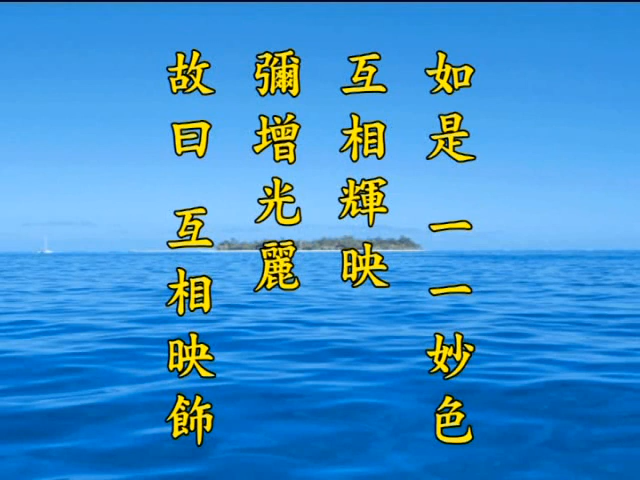 如是 一一妙色
互相輝映
彌增光麗
故曰 互相映飾